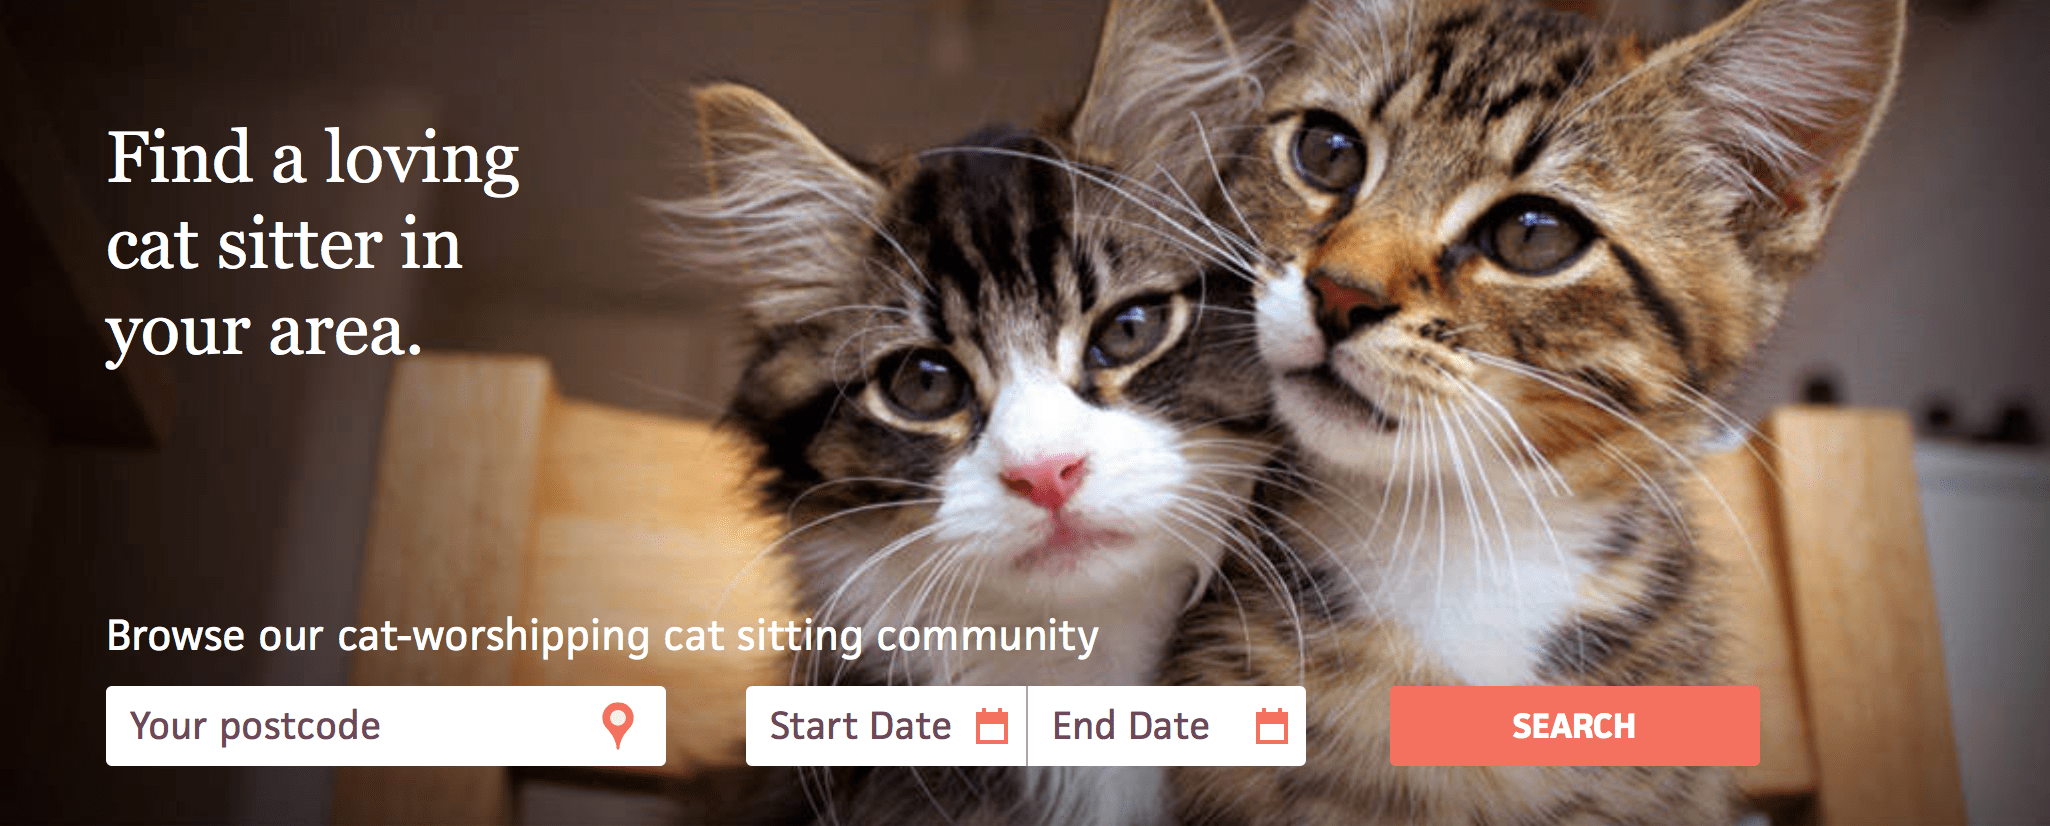 Find a loving
cat sitter in
your area.
Browse our cat-worshipping cat sitting community
Your postcode
Start Date
End Date
SEARCH